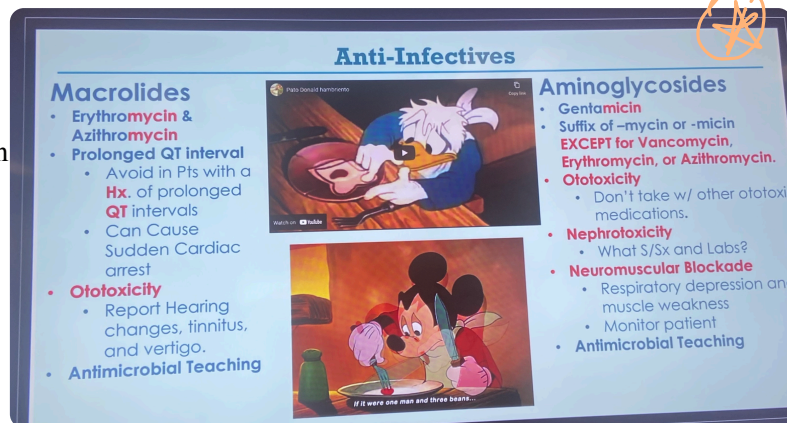 Anti-Infectives
Macrolides
• Erythromycin &
Azithromycin
• Prolonged QT interval
• Avoid in Pts with a
Hx. of prolonged
QT intervals
• Can Cause
Sudden Cardiac
arrest
• Ototoxicity
• Report Hearing
changes, tinnitus,
and vertigo.
• Antimicrobial Teaching
Pato Donald hambriento
Copy link
Watch on YouTube
If it were one man and three beans...
Aminoglycosides
• Gentamicin
• Suffix of –mycin or -micin
EXCEPT for Vancomycin,
Erythromycin, or Azithromycin.
• Ototoxicity
• Don't take w/ other ototoxi
medications.
• Nephrotoxicity
• What S/Sx and Labs?
• Neuromuscular Blockade
• Respiratory depression an
muscle weakness
• Monitor patient
• Antimicrobial Teaching